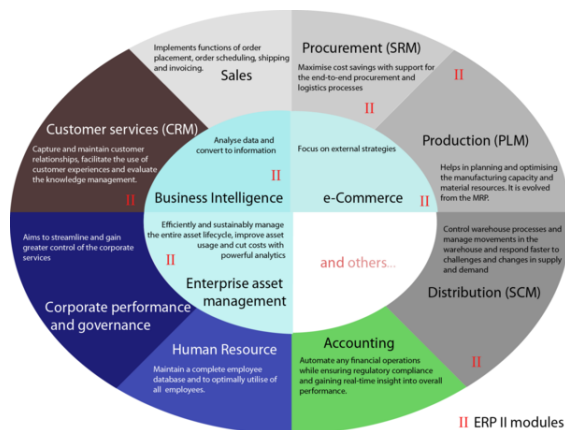 Implements functions of order
placement, order scheduling, shipping
and invoicing.
Sales
Procurement (SRM)
Maximise cost savings with support for
the end-to-end procurement and
logistics processes
II
II
Customer services (CRM)
Capture and maintain customer
relationships, facilitate the use of
customer experiences and evaluate
the knowledge management.
II
Analyse data and
convert to information
II
Business Intelligence
Focus on external strategies
e-Commerce
II
Production (PLM)
Helps in planning and optimising
the manufacturing capacity and
material resources. It is evolved
from the MRP.
Aims to streamline and gain
greater control of the corporate
services
Corporate performance
and governance
Efficiently and sustainably manage
the entire asset lifecycle, improve asset
usage and cut costs with
powerful analytics
II
Enterprise asset
management
and others...
Control warehouse processes and
manage movements in the
warehouse and respond faster to
challenges and changes in supply
and demand
Distribution (SCM)
II
Human Resource
Maintain a complete employee
database and to optimally utilise of
all employees.
Accounting
Automate any financial operations
while ensuring regulatory compliance
and gaining real-time insight into overall
performance.
II ERP II modules